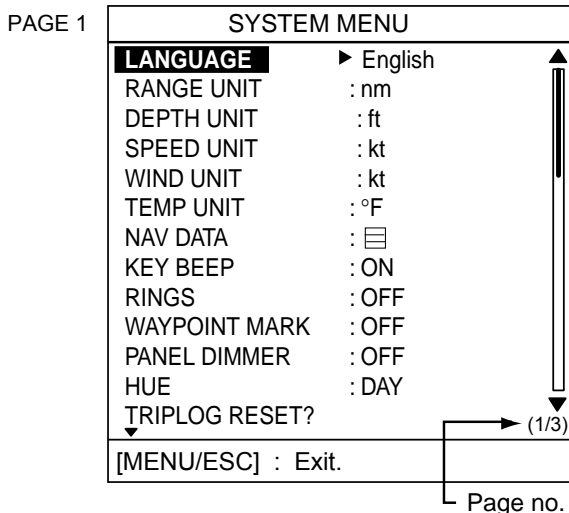 PAGE 1
SYSTEM MENU
LANGUAGE ▶ English
RANGE UNIT : nm
DEPTH UNIT : ft
SPEED UNIT : kt
WIND UNIT : kt
TEMP UNIT : °F
NAV DATA :
KEY BEEP : ON
RINGS : OFF
WAYPOINT MARK : OFF
PANEL DIMMER : OFF
HUE : DAY
TRIPLOG RESET?
(1/3)
[MENU/ESC] : Exit.
Page no.